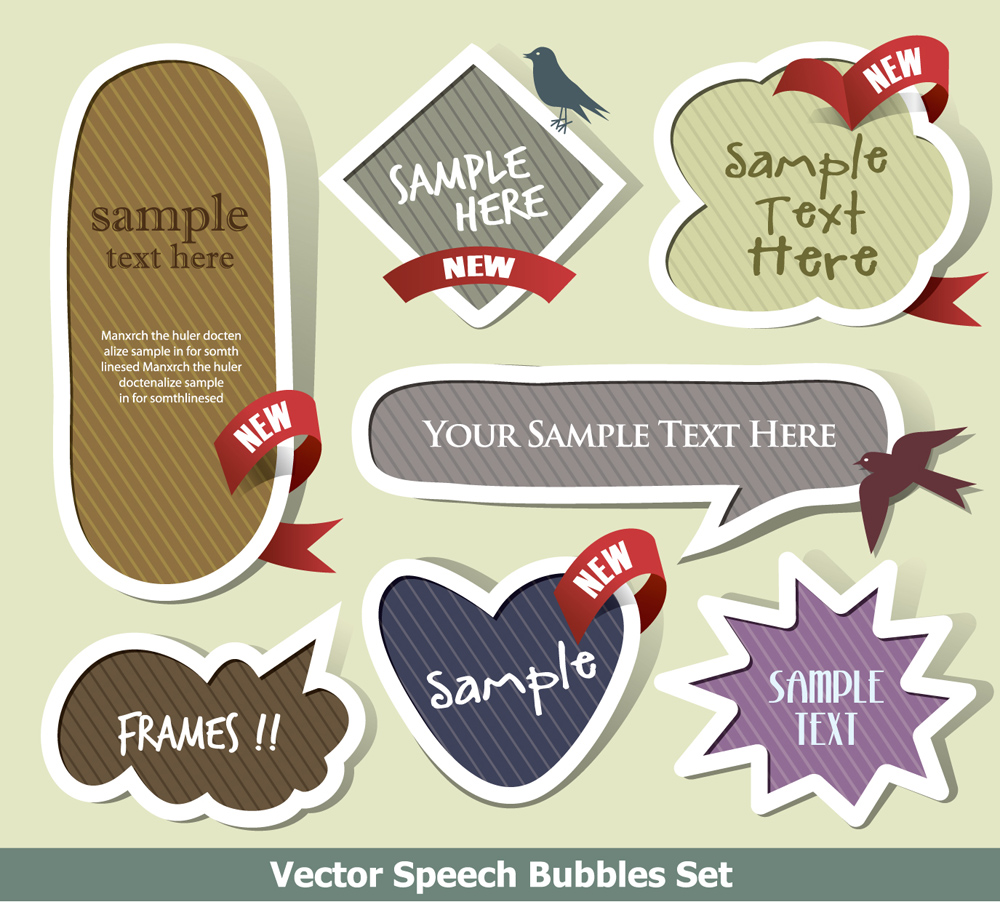 sample
text here
Manxrch the huler docten
alize sample in for somth
linesed Manxrch the huler
doctenalize sample
in for somthlinesed
NEW
SAMPLE
HERE
NEW
NEW
Sample
Text
Here
YOUR SAMPLE TEXT HERE
FRAMES !!
NEW
Sample
SAMPLE
TEXT
Vector Speech Bubbles Set